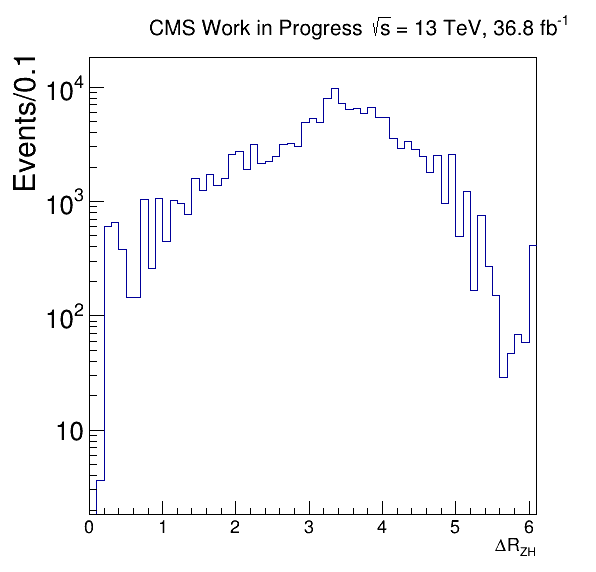 CMS Work in Progress √s = 13 TeV, 36.8 fb⁻¹
Events/0.1
10⁴
10³
10²
10
0 1 2 3 4 5 6
ΔR_ZH